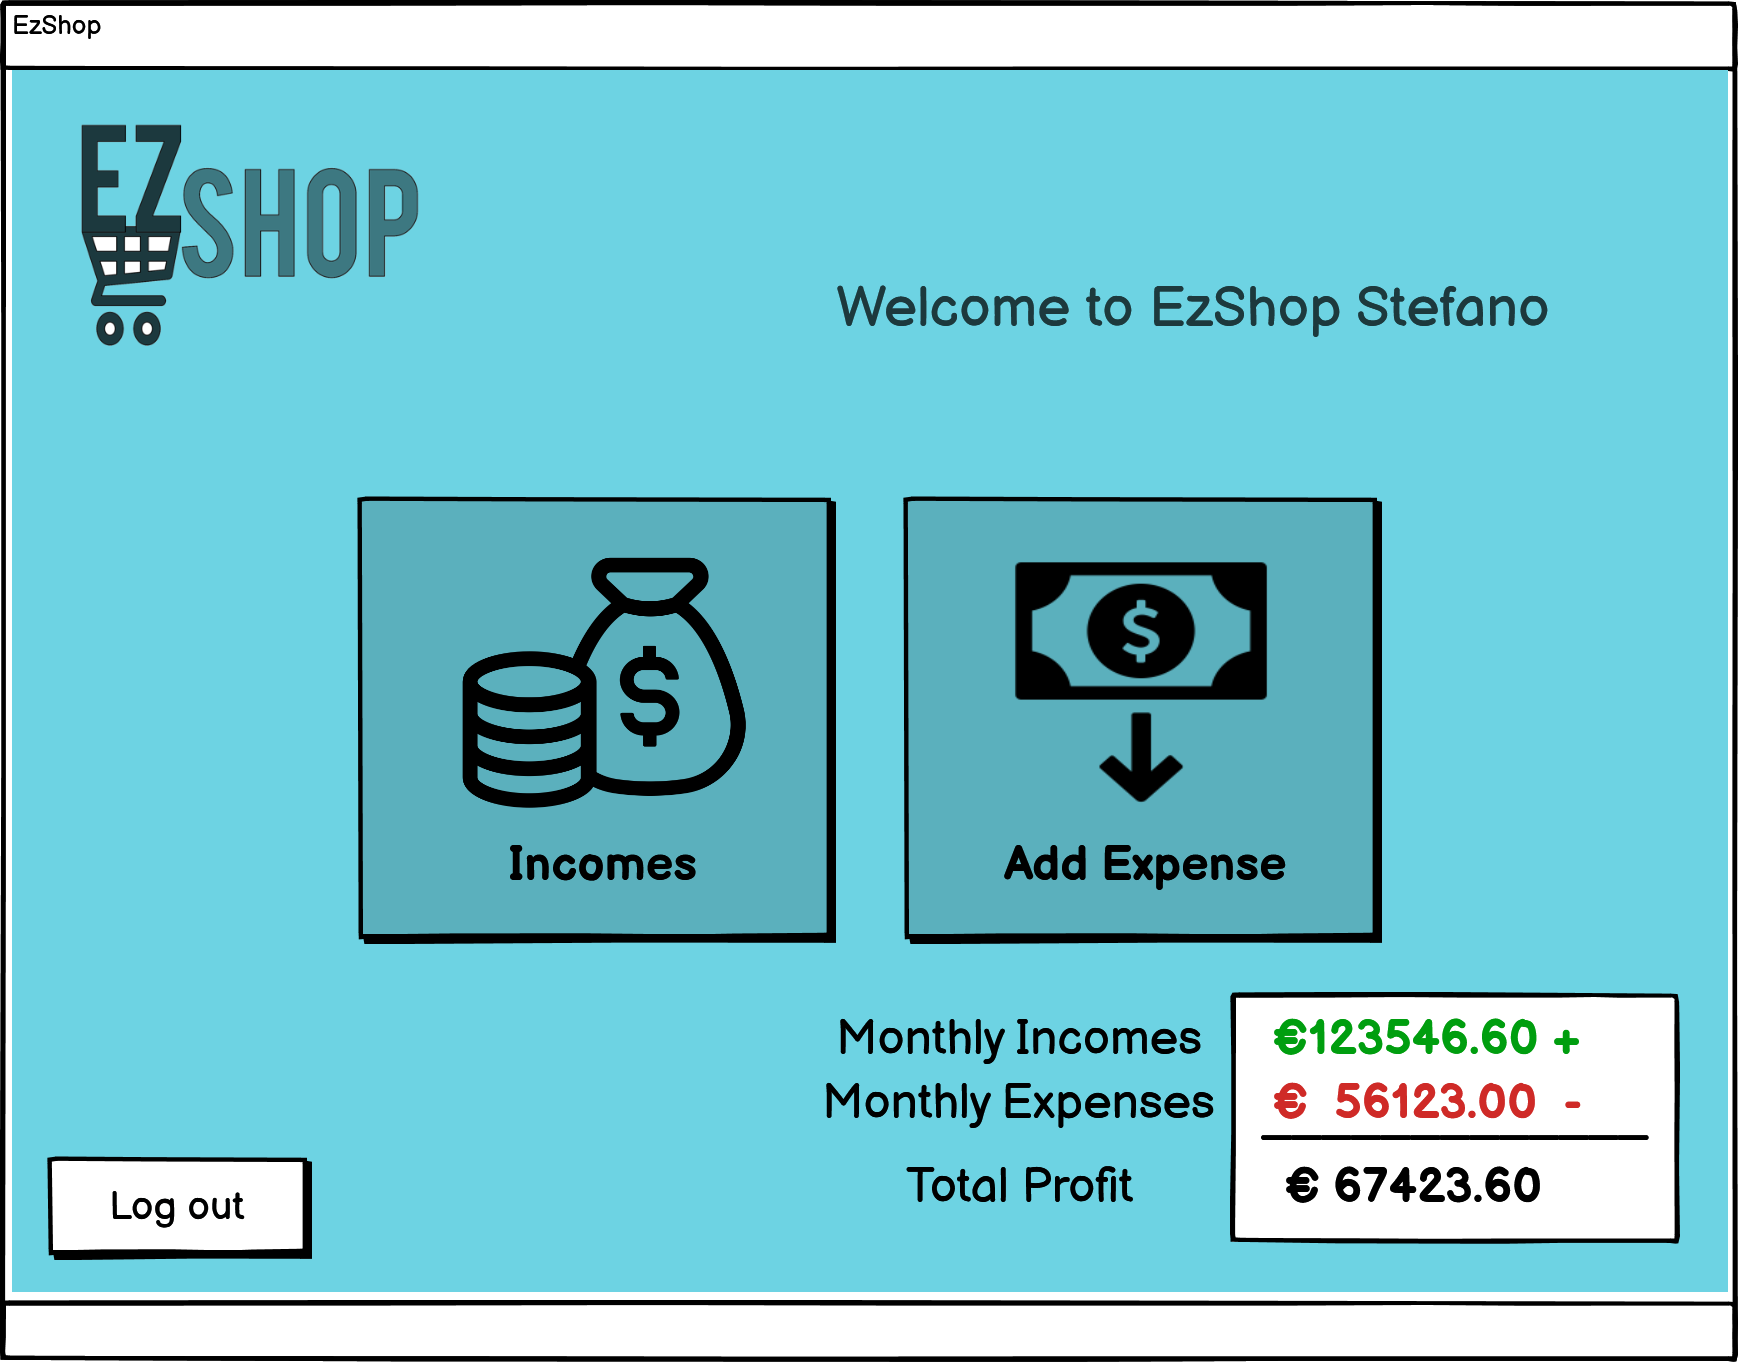 EzShop
EZSHOP
Welcome to EzShop Stefano
$
$
Incomes
Add Expense
Monthly Incomes €123546.60 +
Monthly Expenses € 56123.00 -
Total Profit € 67423.60
Log out